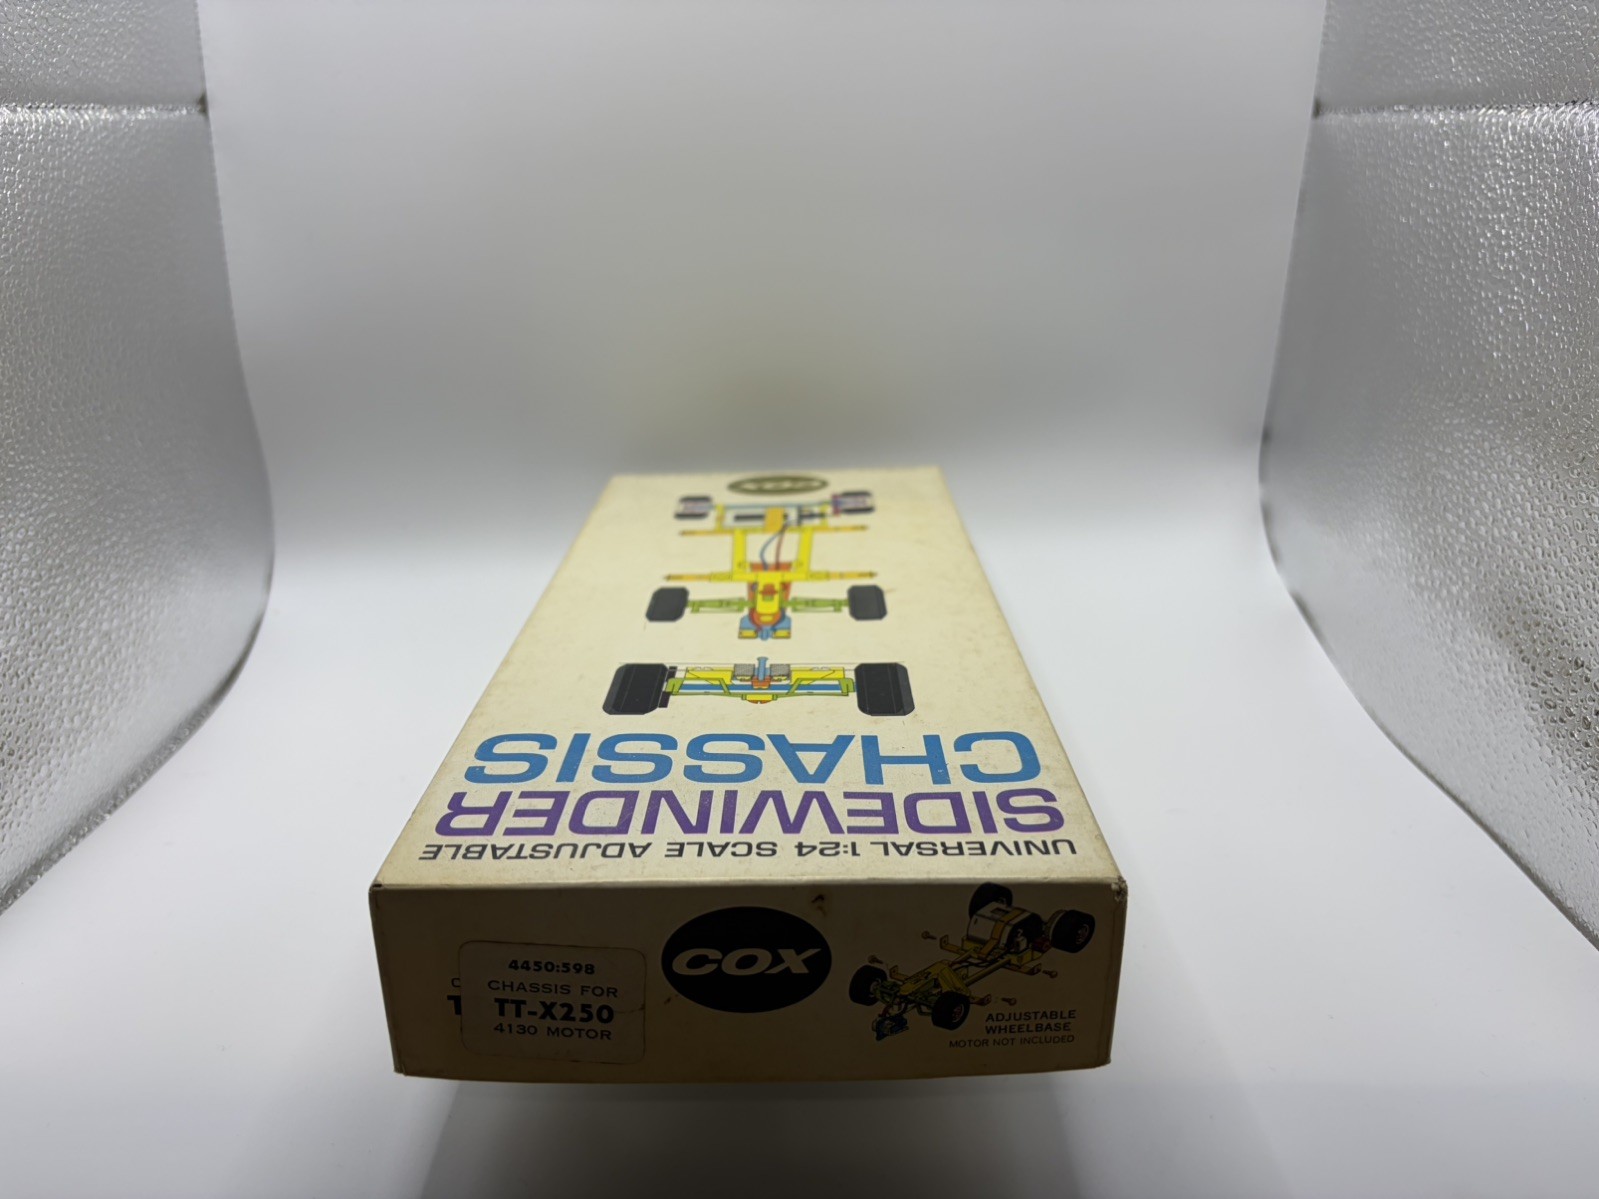 COX
UNIVERSAL 1:24 SCALE ADJUSTABLE
SIDEWINDER
CHASSIS
COX
4450:598
CHASSIS FOR
TT-X250
4130 MOTOR
ADJUSTABLE
WHEELBASE
MOTOR NOT INCLUDED